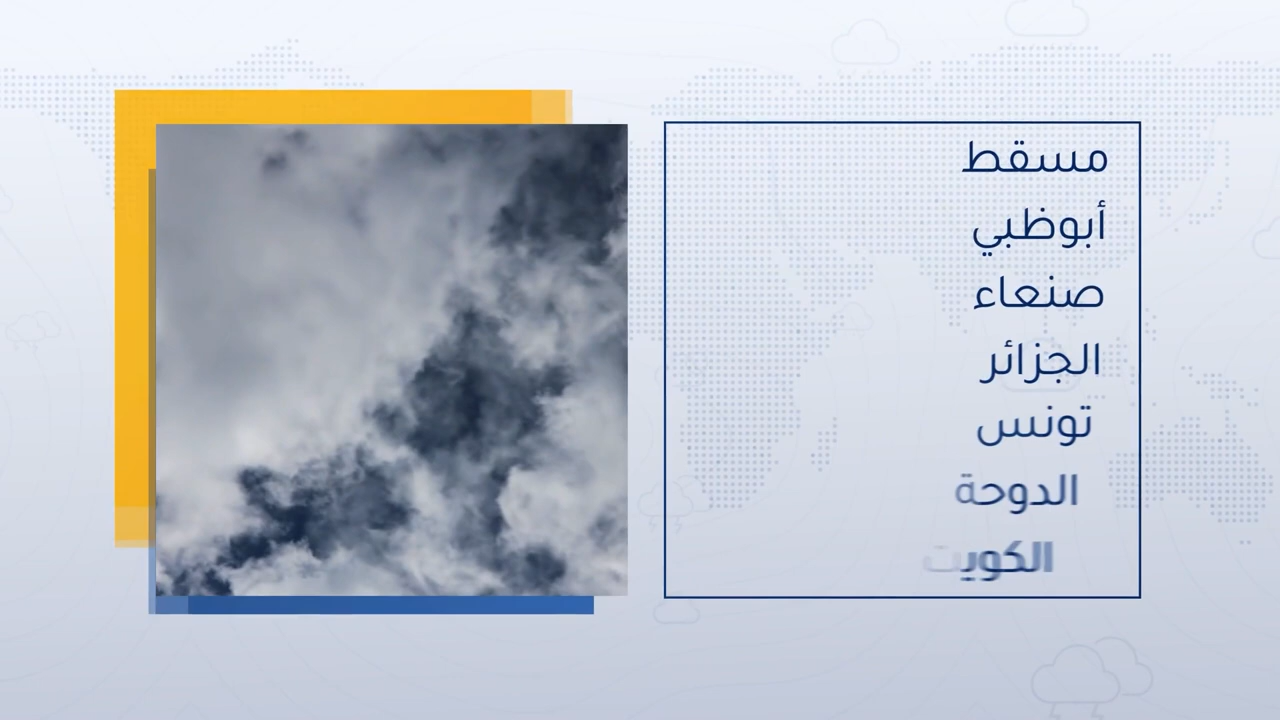 مسقط
أبوظبي
صنعاء
الجزائر
تونس
الدوحة
الكويت